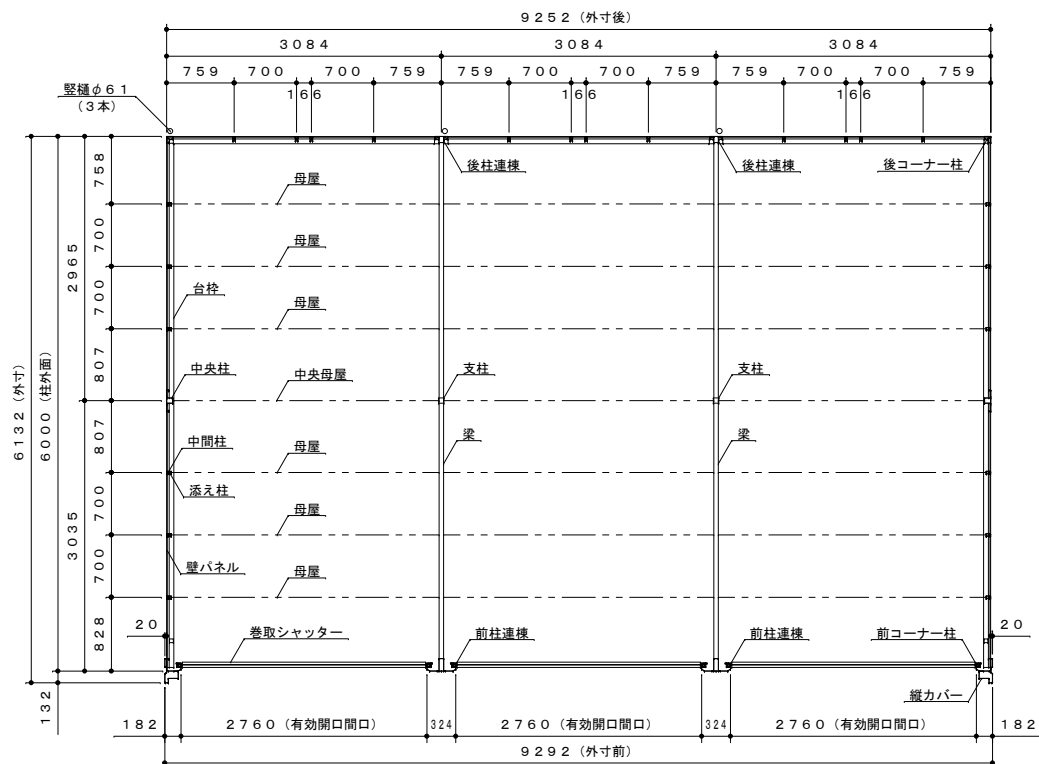 ９２５２（外寸後）
３０８４ ３０８４ ３０８４
７５９ ７００ ７００ ７５９ ７５９ ７００ ７００ ７５９ ７５９ ７００ ７００ ７５９
１６６ １６６ １６６
竪樋φ６１
（３本）
後柱連棟 後柱連棟 後コーナー柱
７５８
母屋
７００
母屋
２９６５
台枠
７００
母屋
８０７
中央柱 中央母屋 支柱 支柱
６１３２（外寸）
６０００（柱外面）
８０７
中間柱 母屋 梁 梁
添え柱
７００
母屋
３０３５
７００
壁パネル
母屋
８２８
２０ ２０
巻取シャッター 前柱連棟 前柱連棟 前コーナー柱
１３２
縦カバー
１８２ ２７６０（有効開口間口） ３２４ ２７６０（有効開口間口） ３２４ ２７６０（有効開口間口） １８２
９２９２（外寸前）